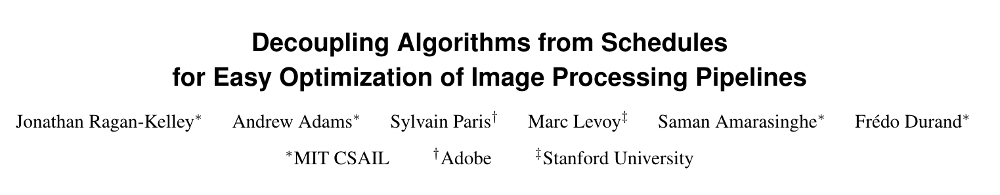 Decoupling Algorithms from Schedules
for Easy Optimization of Image Processing Pipelines
Jonathan Ragan-Kelley* Andrew Adams* Sylvain Paris† Marc Levoy‡ Saman Amarasinghe* Frédo Durand*
*MIT CSAIL †Adobe ‡Stanford University